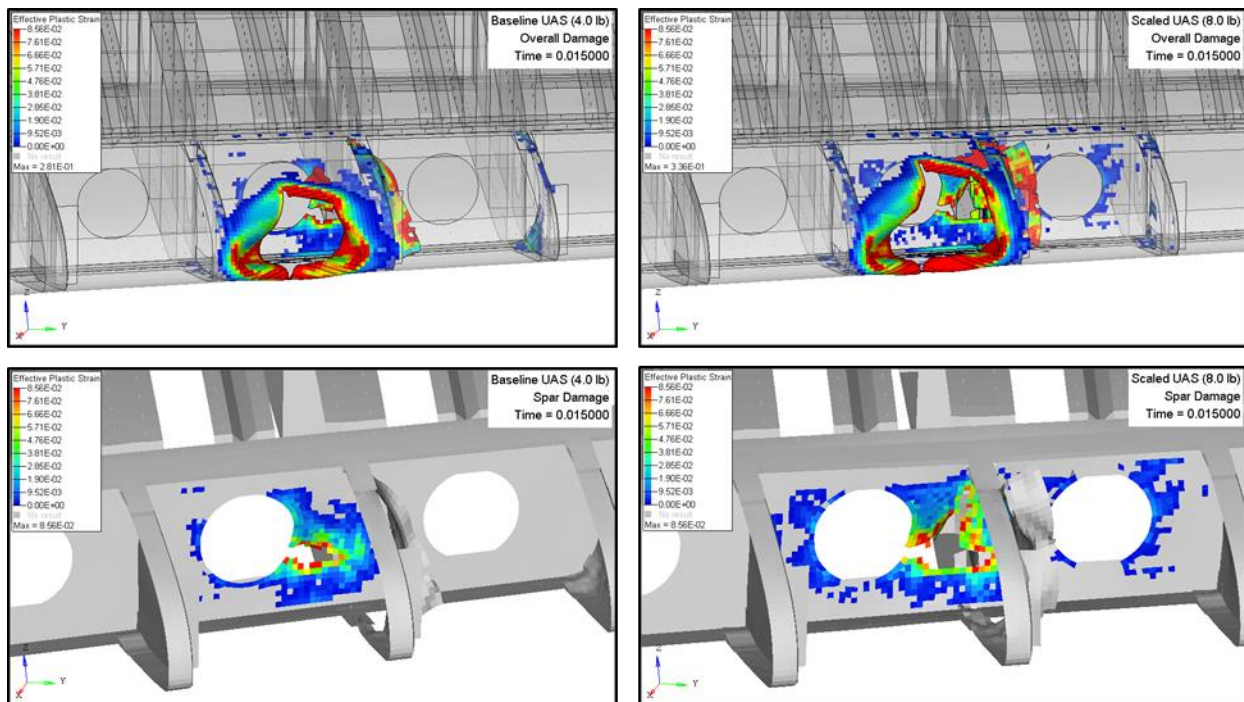 Effective Plastic Strain
8.56E-02
7.61E-02
6.66E-02
5.71E-02
4.76E-02
3.81E-02
2.85E-02
1.90E-02
9.52E-03
0.00E+00
No result
Max = 2.81E-01
Baseline UAS (4.0 lb)
Overall Damage
Time = 0.015000
Z
X
Y
Effective Plastic Strain
8.56E-02
7.61E-02
6.66E-02
5.71E-02
4.76E-02
3.81E-02
2.85E-02
1.90E-02
9.52E-03
0.00E+00
No result
Max = 3.36E-01
Scaled UAS (8.0 lb)
Overall Damage
Time = 0.015000
Z
X
Y
Effective Plastic Strain
8.56E-02
7.61E-02
6.66E-02
5.71E-02
4.76E-02
3.81E-02
2.85E-02
1.90E-02
9.52E-03
0.00E+00
No result
Max = 8.56E-02
Baseline UAS (4.0 lb)
Spar Damage
Time = 0.015000
Z
X
Y
Effective Plastic Strain
8.56E-02
7.61E-02
6.66E-02
5.71E-02
4.76E-02
3.81E-02
2.85E-02
1.90E-02
9.52E-03
0.00E+00
No result
Max = 8.56E-02
Scaled UAS (8.0 lb)
Spar Damage
Time = 0.015000
Z
X
Y